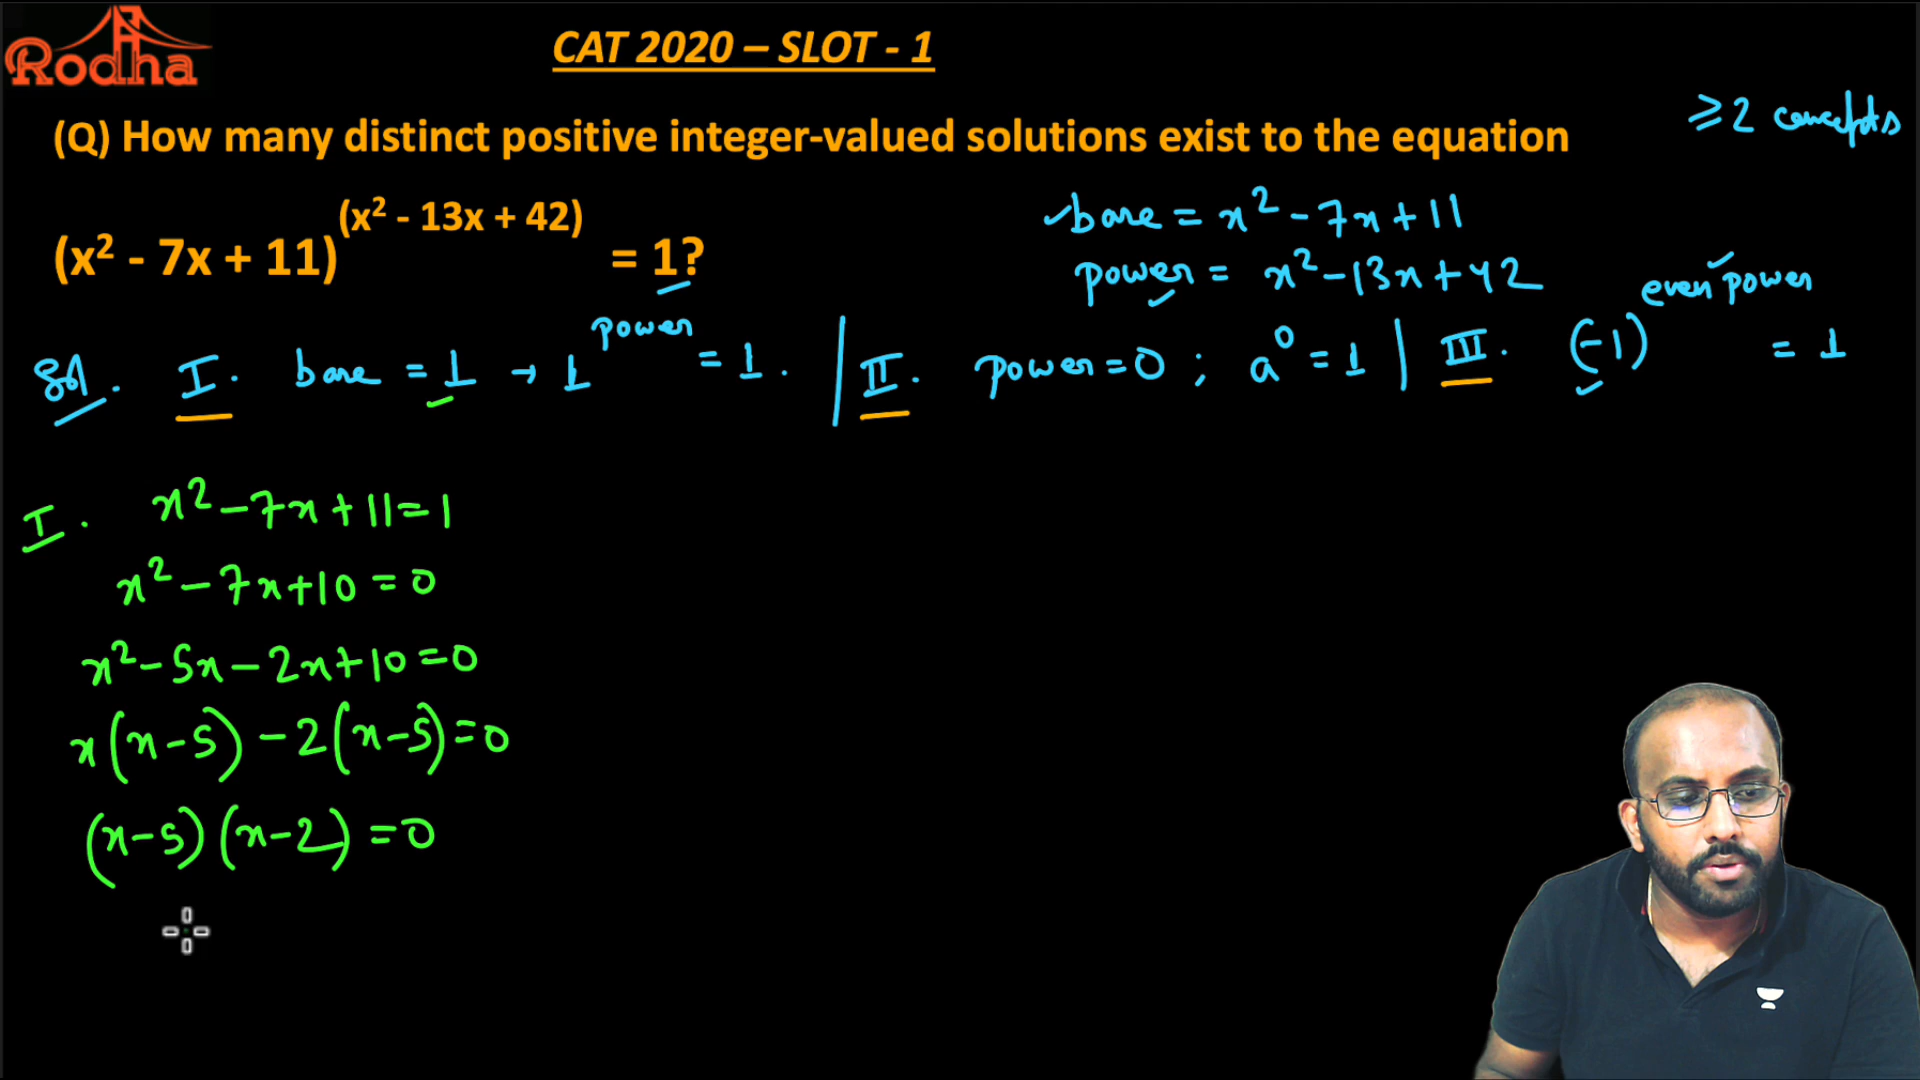 Rodha
CAT 2020 – SLOT - 1
≥2 concepts
(Q) How many distinct positive integer-valued solutions exist to the equation
(x² - 7x + 11)^(x² - 13x + 42) = 1?
base = x² - 7x + 11
power = x² - 13x + 42
Sol. I. base = 1 → 1^power = 1. | II. power = 0 ; a⁰ = 1 | III. (-1)^even power = 1
I. x² - 7x + 11 = 1
x² - 7x + 10 = 0
x² - 5x - 2x + 10 = 0
x(x-5) - 2(x-5) = 0
(x-5)(x-2) = 0